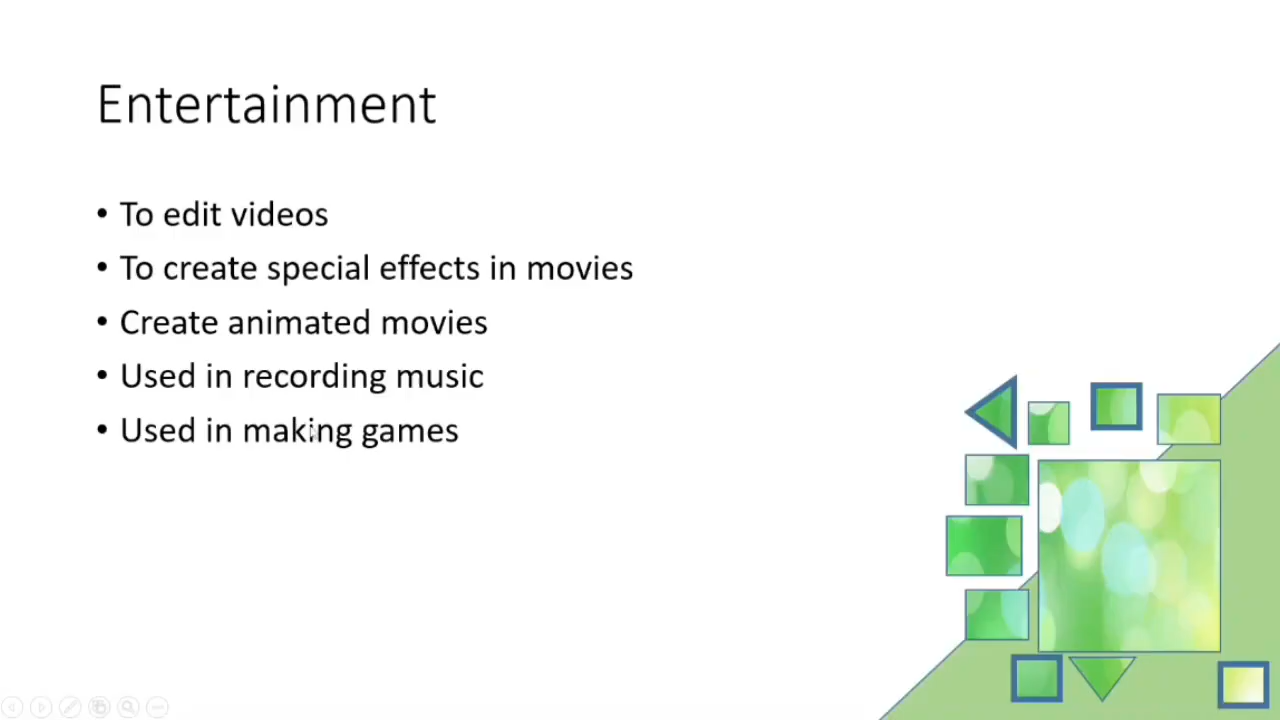 Entertainment
• To edit videos
• To create special effects in movies
• Create animated movies
• Used in recording music
• Used in making games